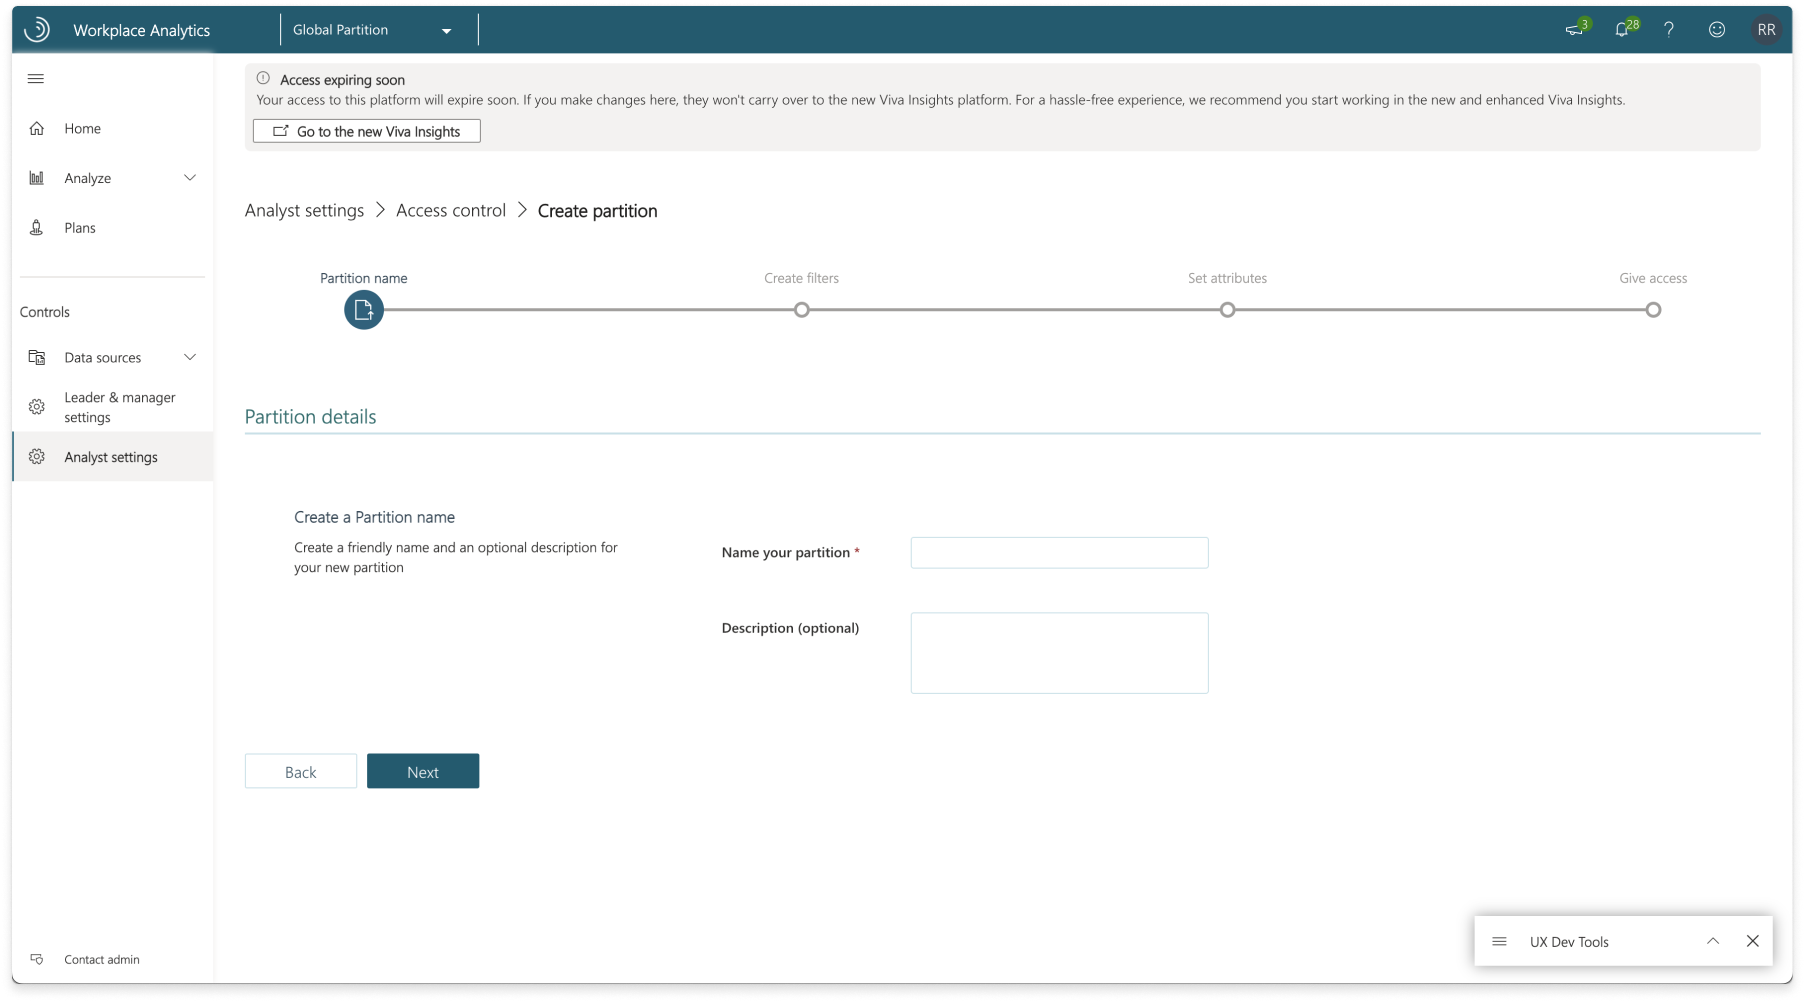 Workplace Analytics
Global Partition
3
28
?
RR
Access expiring soon
Your access to this platform will expire soon. If you make changes here, they won't carry over to the new Viva Insights platform. For a hassle-free experience, we recommend you start working in the new and enhanced Viva Insights.
Go to the new Viva Insights
Home
Analyze
Plans
Controls
Data sources
Leader & manager
settings
Analyst settings
Contact admin
Analyst settings > Access control > Create partition
Partition name
Create filters
Set attributes
Give access
Partition details
Create a Partition name
Create a friendly name and an optional description for
your new partition
Name your partition *
Description (optional)
Back
Next
UX Dev Tools